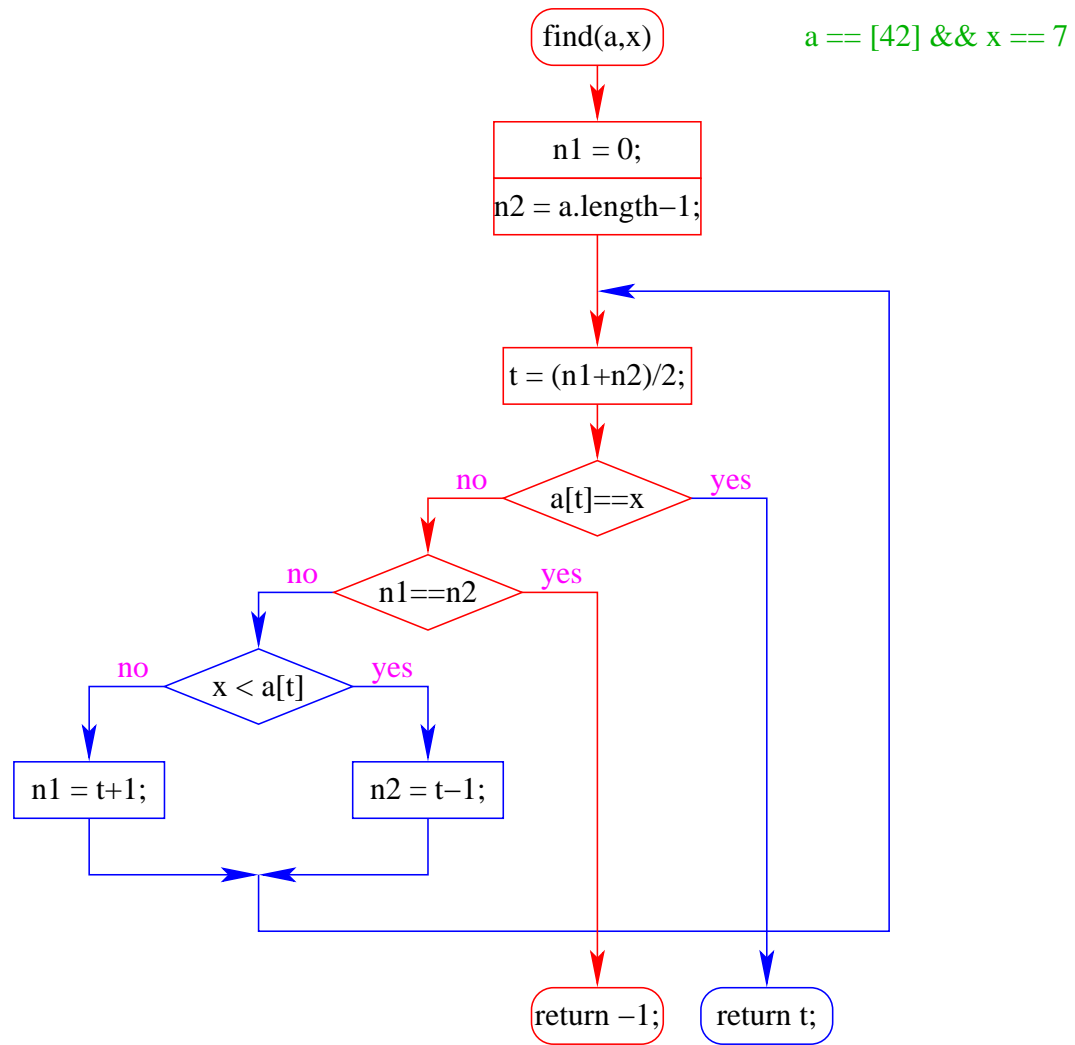 find(a,x)
a == [42] && x == 7
n1 = 0;
n2 = a.length−1;
t = (n1+n2)/2;
no
yes
a[t]==x
no
yes
n1==n2
no
yes
x < a[t]
n1 = t+1;
n2 = t−1;
return −1;
return t;